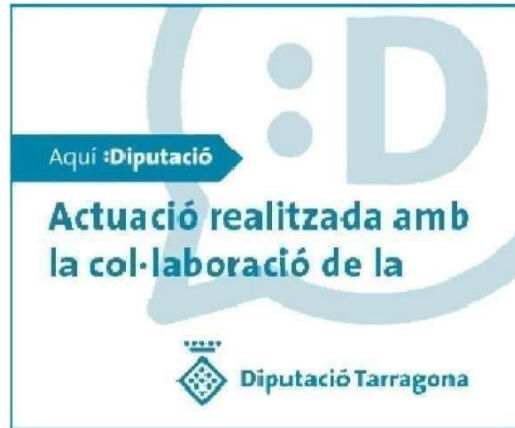 :D
Aquí :Diputació
Actuació realitzada amb
la col·laboració de la
Diputació Tarragona